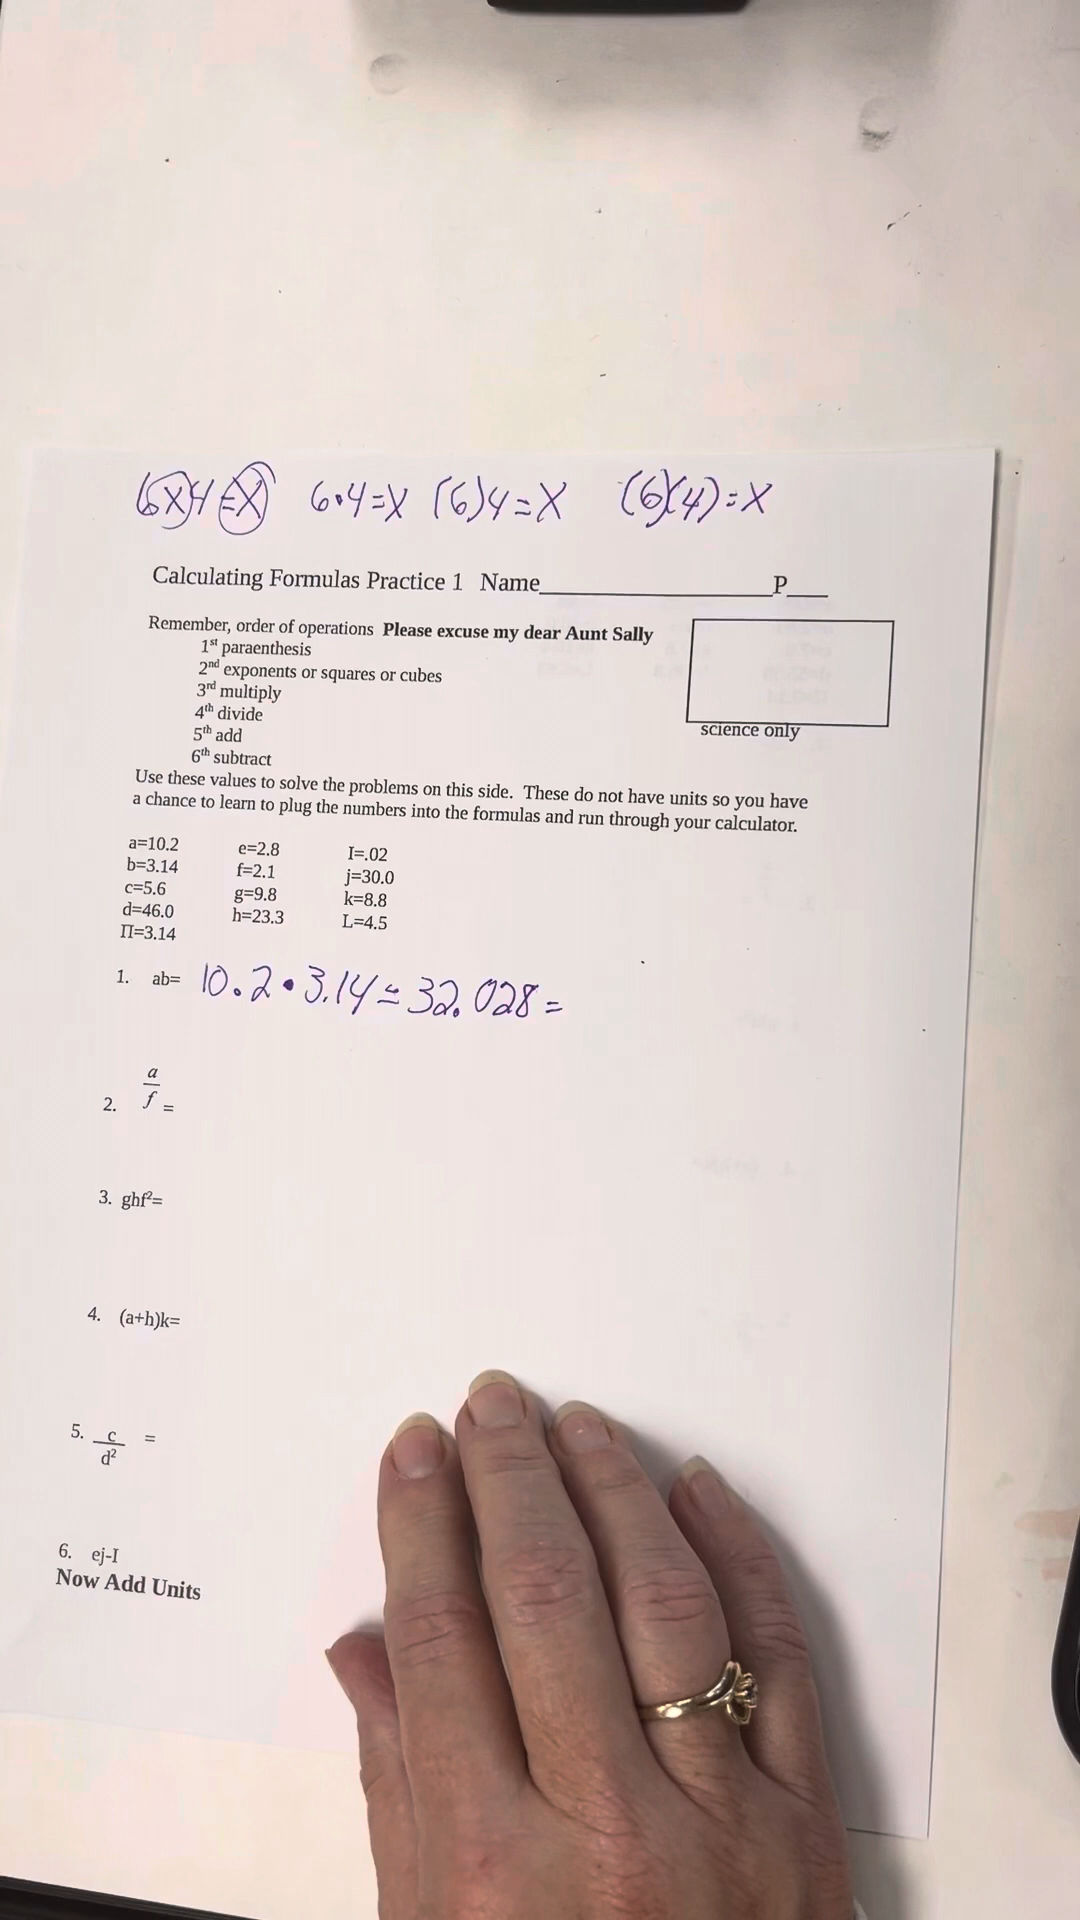 6x4=X 6·4=X (6)4=X (6)(4)=X
Calculating Formulas Practice 1 Name____________________P___
Remember, order of operations Please excuse my dear Aunt Sally
1st paraenthesis
2nd exponents or squares or cubes
3rd multiply
4th divide
5th add
6th subtract
science only
Use these values to solve the problems on this side. These do not have units so you have
a chance to learn to plug the numbers into the formulas and run through your calculator.
a=10.2 e=2.8 I=.02
b=3.14 f=2.1 j=30.0
c=5.6 g=9.8 k=8.8
d=46.0 h=23.3 L=4.5
Π=3.14
1. ab= 10.2·3.14=32.028=
2. a/f =
3. ghf²=
4. (a+h)k=
5. c/d² =
6. ej-I
Now Add Units